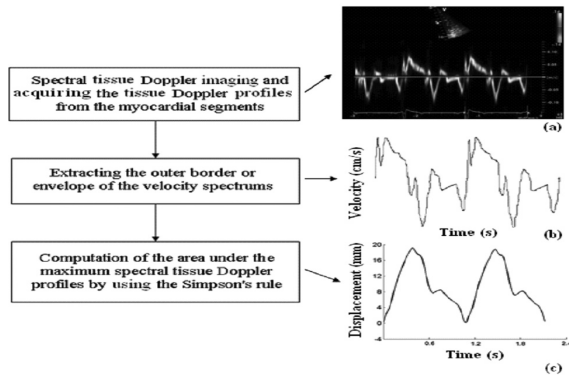 Spectral tissue Doppler imaging and
acquiring the tissue Doppler profiles
from the myocardial segments
(a)
Extracting the outer border or
envelope of the velocity spectrums
Velocity (cm/s)
Time (s)
(b)
Computation of the area under the
maximum spectral tissue Doppler
profiles by using the Simpson's rule
Displacement (mm)
20
16
12
8
4
0
-4
0.6
1.2
1.8
2.4
Time (s)
(c)